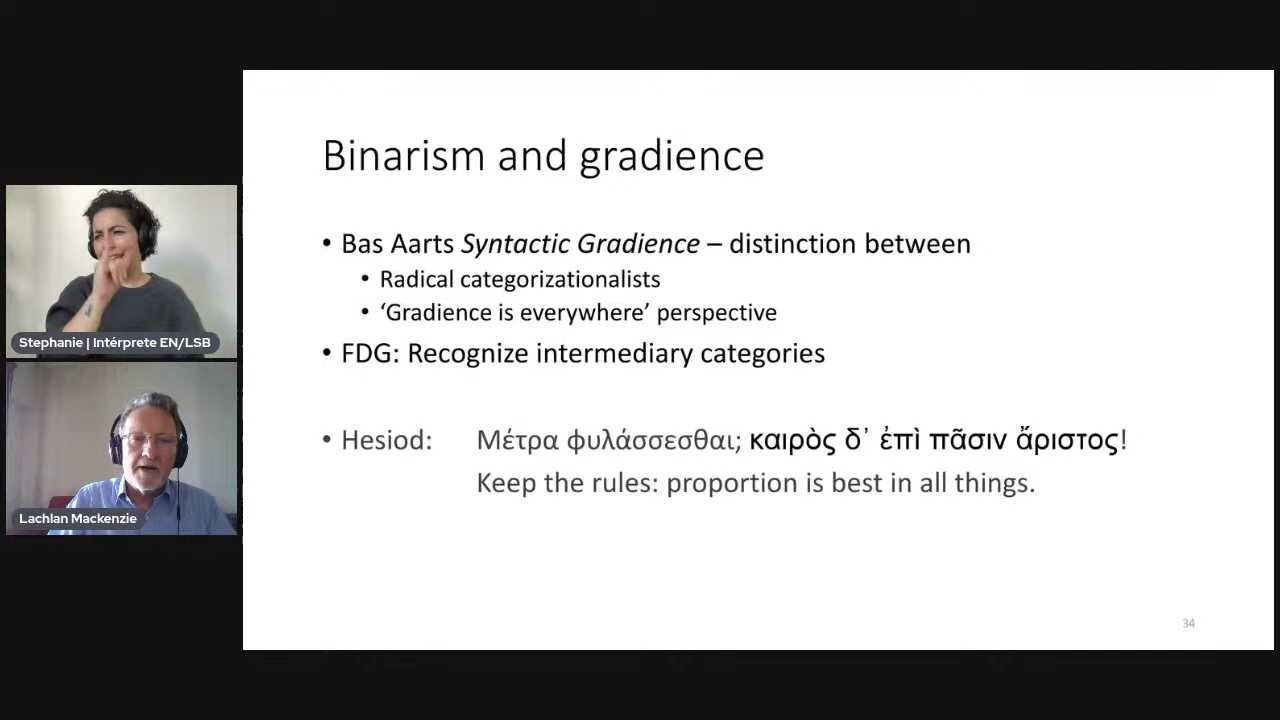 Binarism and gradience
• Bas Aarts Syntactic Gradience – distinction between
• Radical categorizationalists
• ‘Gradience is everywhere’ perspective
• FDG: Recognize intermediary categories
• Hesiod: Μέτρα φυλάσσεσθαι; καιρὸς δ᾽ ἐπὶ πᾶσιν ἄριστος!
Keep the rules: proportion is best in all things.
34
Stephanie | Intérprete EN/LSB
Lachlan Mackenzie